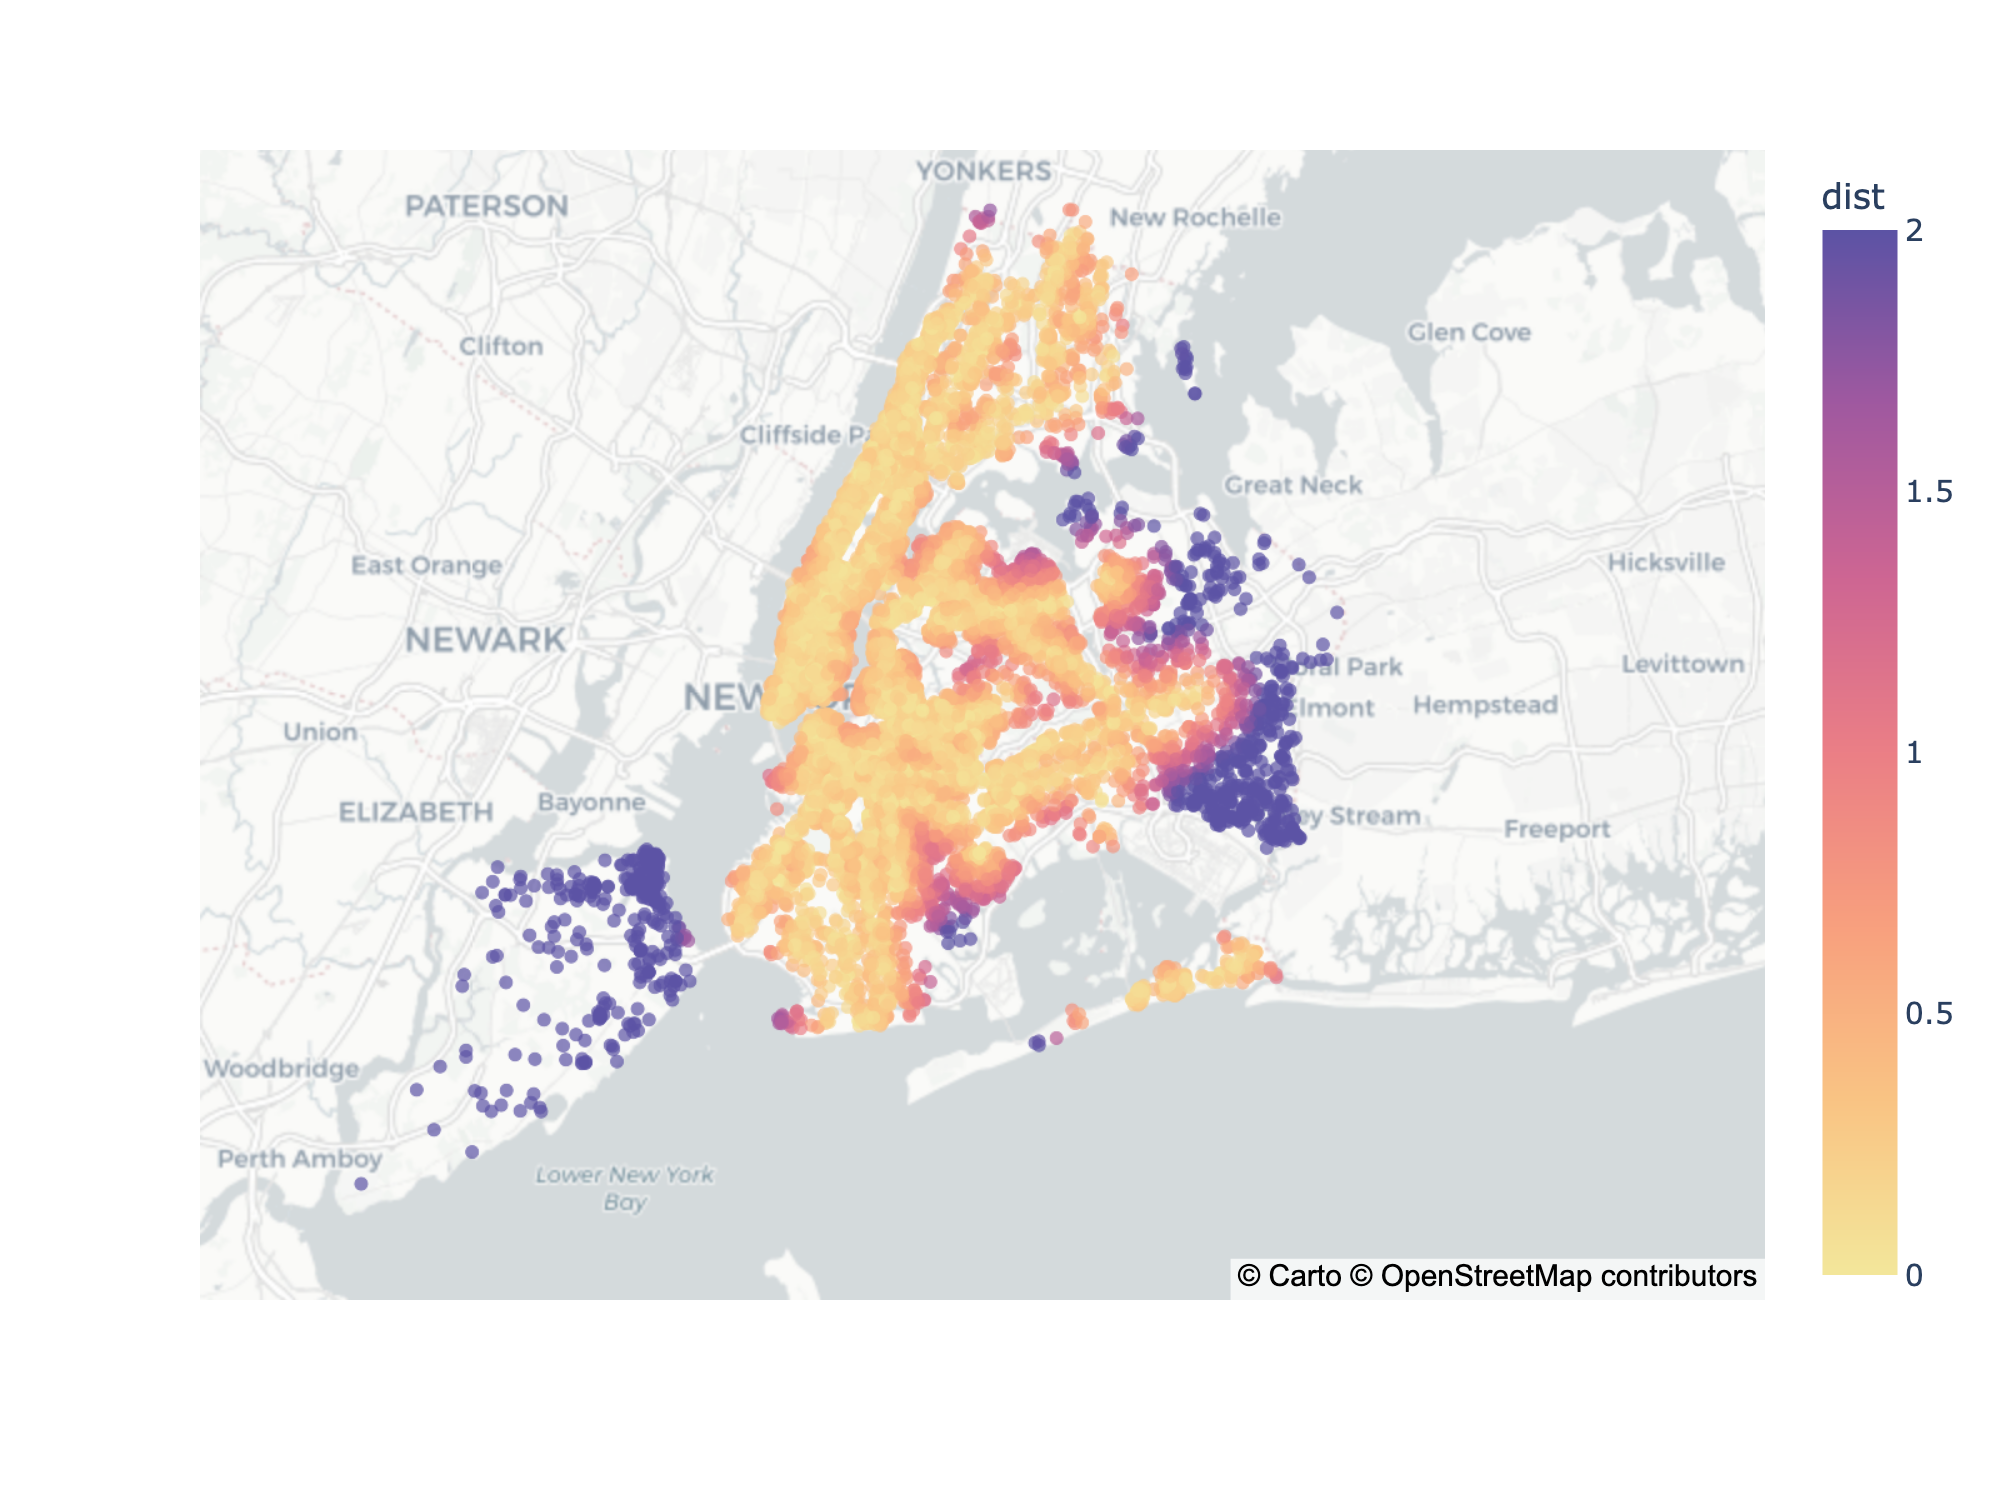 YONKERS
PATERSON
New Rochelle
Clifton
Glen Cove
Cliffside Pa
Great Neck
East Orange
Hicksville
NEWARK
oral Park
Levittown
NEW
lmont
Hempstead
Union
ELIZABETH
Bayonne
ey Stream
Freeport
Woodbridge
Perth Amboy
Lower New York
Bay
© Carto © OpenStreetMap contributors
dist
2
1.5
1
0.5
0